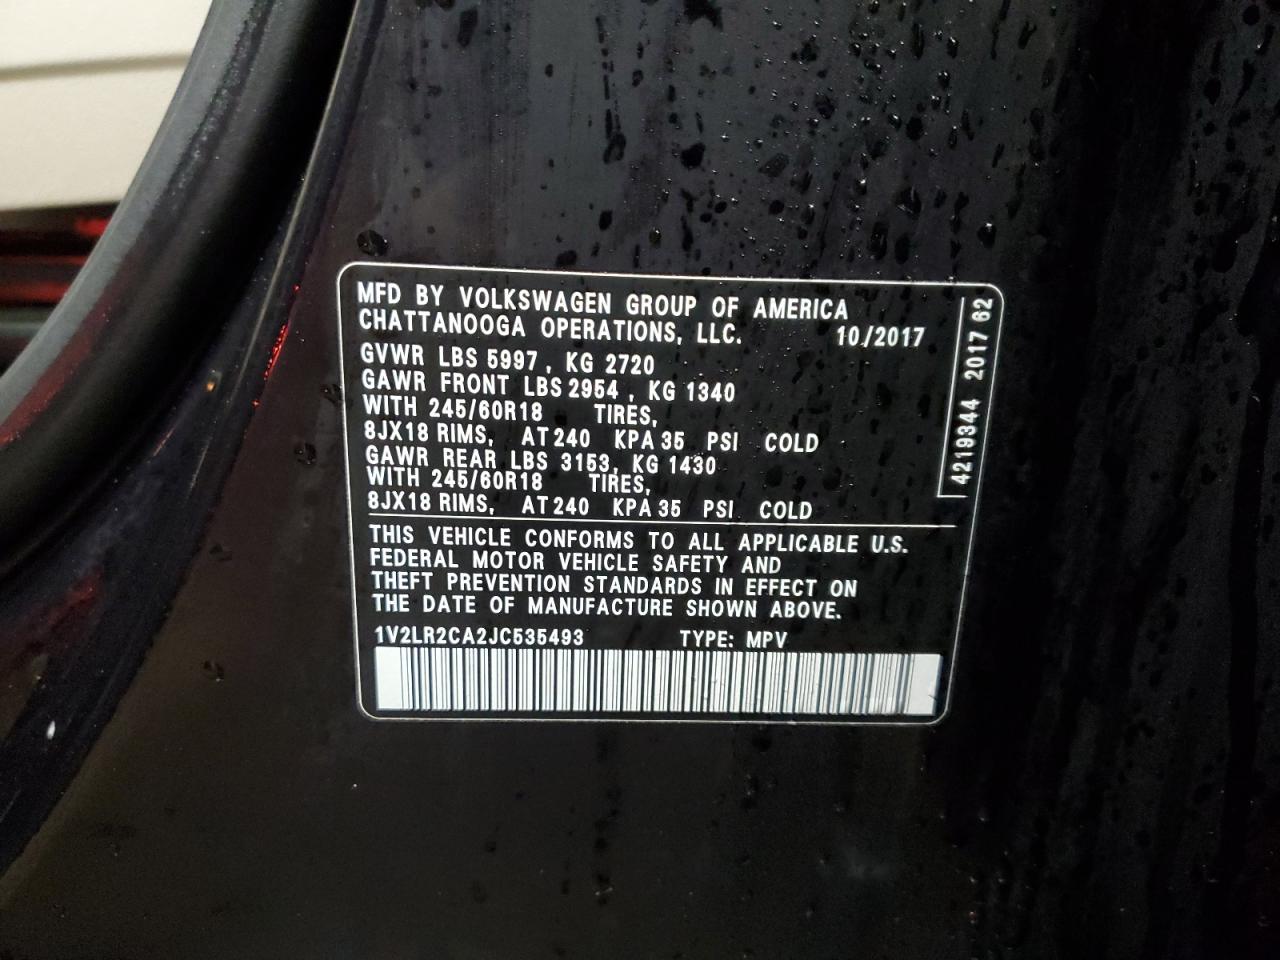 MFD BY VOLKSWAGEN GROUP OF AMERICA
CHATTANOOGA OPERATIONS, LLC. 10/2017
GVWR LBS 5997 , KG 2720
GAWR FRONT LBS 2954 , KG 1340
WITH 245/60R18 TIRES,
8JX18 RIMS, AT 240 KPA 35 PSI COLD
GAWR REAR LBS 3153, KG 1430
WITH 245/60R18 TIRES,
8JX18 RIMS, AT 240 KPA 35 PSI COLD
THIS VEHICLE CONFORMS TO ALL APPLICABLE U.S.
FEDERAL MOTOR VEHICLE SAFETY AND
THEFT PREVENTION STANDARDS IN EFFECT ON
THE DATE OF MANUFACTURE SHOWN ABOVE.
1V2LR2CA2JC535493 TYPE: MPV
4219344 2017 62